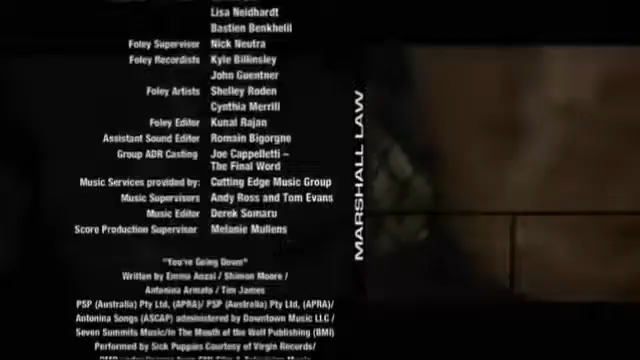 Lisa Neidhardt
Bastien Benkhelil
Foley Supervisor Nick Neutra
Foley Recordists Kyle Billinsley
John Guentner
Foley Artists Shelley Roden
Cynthia Merrill
Foley Editor Kunal Rajan
Assistant Sound Editor Romain Bigorgne
Group ADR Casting Joe Cappelletti –
The Final Word
Music Services provided by: Cutting Edge Music Group
Music Supervisors Andy Ross and Tom Evans
Music Editor Derek Somaru
Score Production Supervisor Melanie Mullens
"You're Going Down"
Written by Emma Anzai / Shimon Moore /
Antonina Armato / Tim James
PSP (Australia) Pty Ltd, (APRA)/ PSP (Australia) Pty Ltd, (APRA)/
Antonina Songs (ASCAP) administered by Downtown Music LLC /
Seven Summits Music/In The Mouth of the Wolf Publishing (BMI)
Performed by Sick Puppies Courtesy of Virgin Records/
MARSHALL LAW